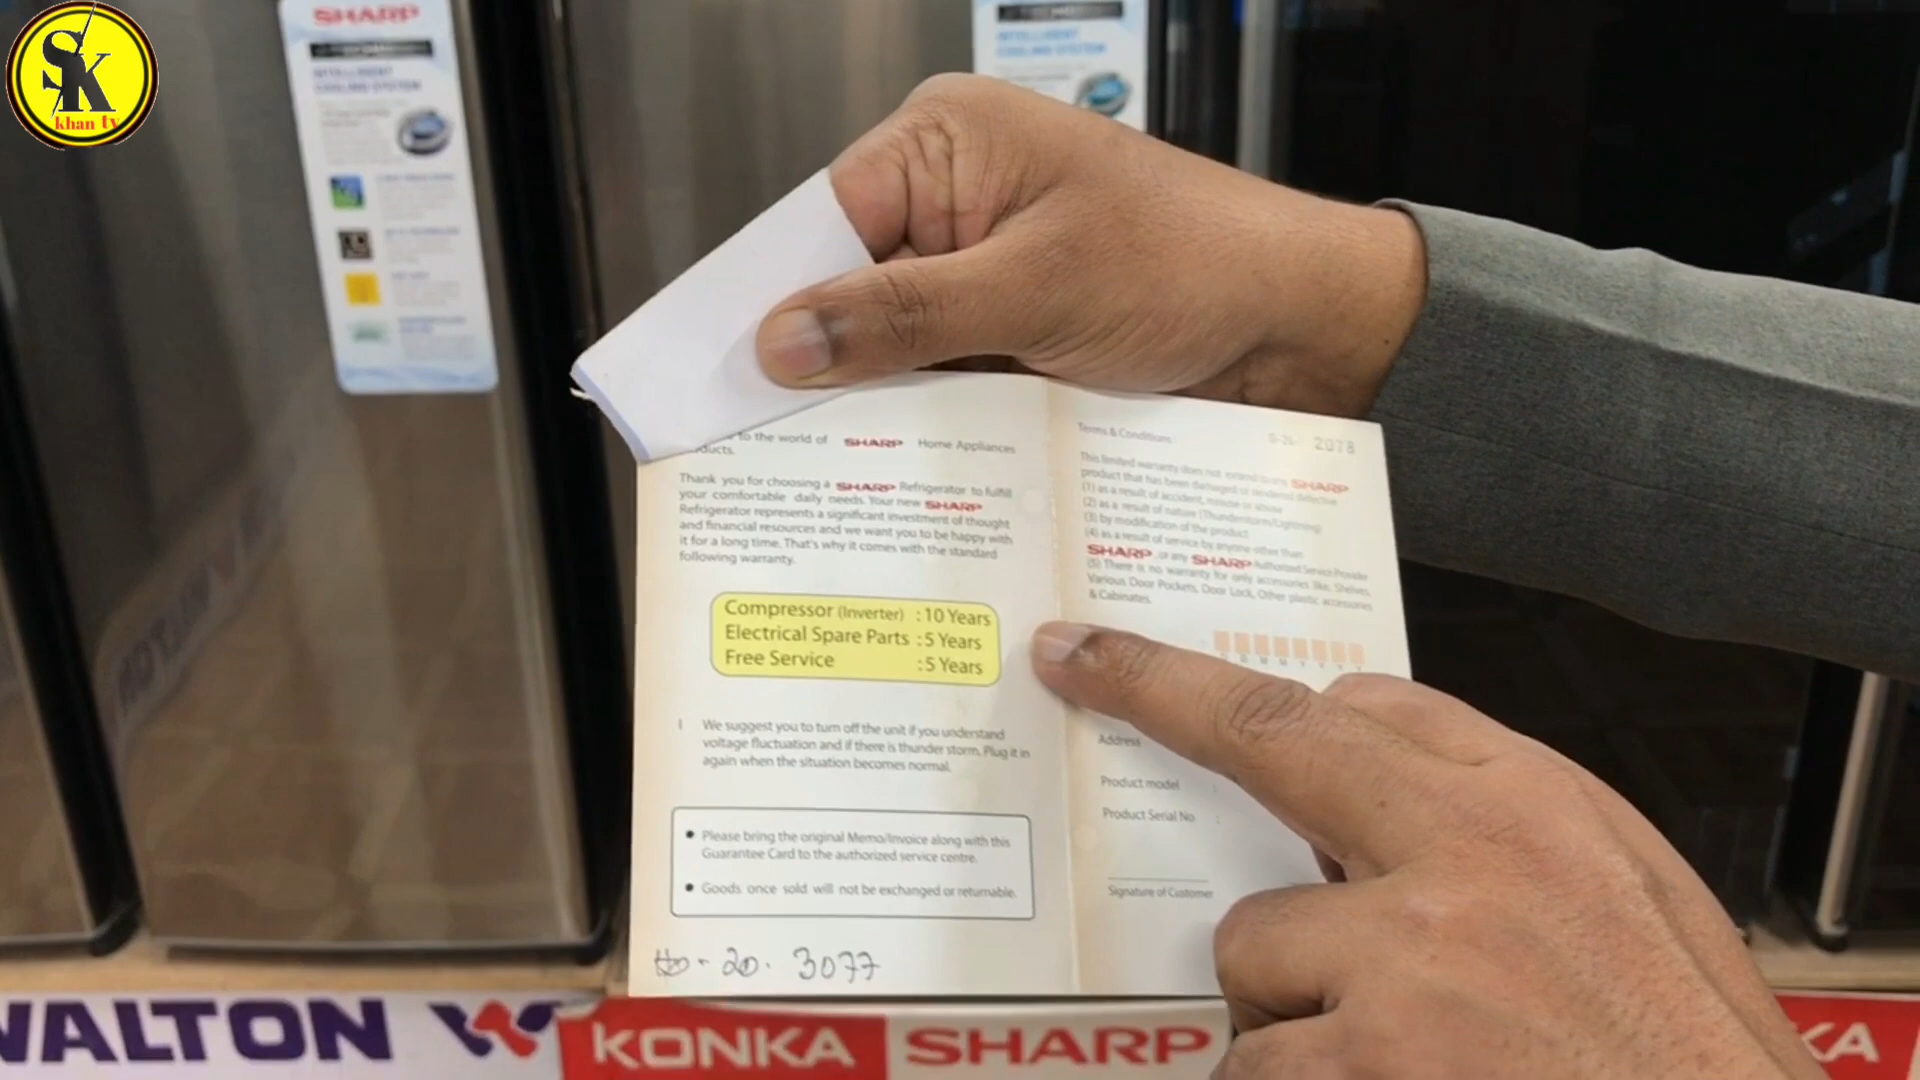 SK
khan tv
SHARP
INTELLIGENT
COOLING SYSTEM
INTELLIGENT
COOLING SYSTEM
to the world of SHARP Home Appliances
Thank you for choosing a SHARP Refrigerator to fulfill
your comfortable daily needs. Your new SHARP
Refrigerator represents a significant investment of thought
and financial resources and we want you to be happy with
it for a long time. That's why it comes with the standard
following warranty.
Compressor (Inverter) : 10 Years
Electrical Spare Parts : 5 Years
Free Service : 5 Years
We suggest you to turn off the unit if you understand
voltage fluctuation and if there is thunder storm. Plug it in
again when the situation becomes normal.
• Please bring the original Memo/Invoice along with this
Guarantee Card to the authorized service centre.
• Goods once sold will not be exchanged or returnable.
20. 3077
Terms & Conditions
2078
This limited warranty does not extend to any SHARP
product that has been damaged or rendered defective
(1) as a result of accident, misuse or abuse
(2) as a result of nature (Thunderstorm/Lightning)
(3) by modification of the product
(4) as a result of service by anyone other than
SHARP or any SHARP Authorized Service Provider
(5) There is no warranty for only accessories like, Shelves,
Various Door Pockets, Door Lock, Other plastic accessories
& Cabinates.
Address
Product model :
Product Serial No :
Signature of Customer
WALTON
KONKA
SHARP
KA
WALTON